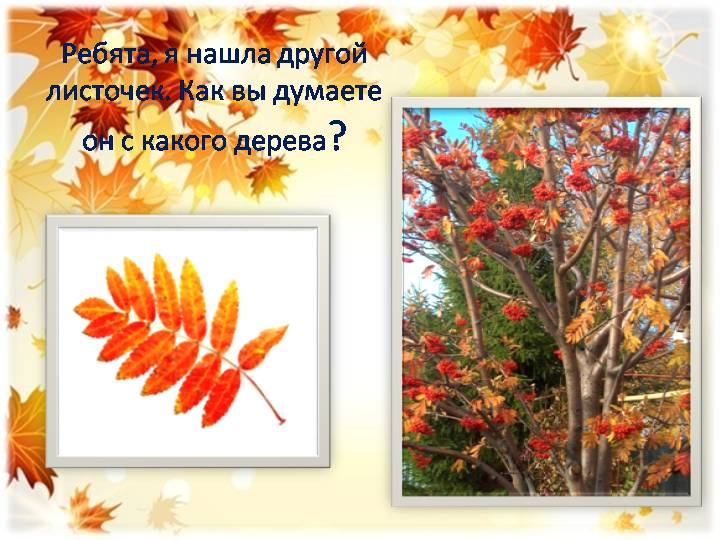 Ребята, я нашла другой
листочек. Как вы думаете
он с какого дерева?